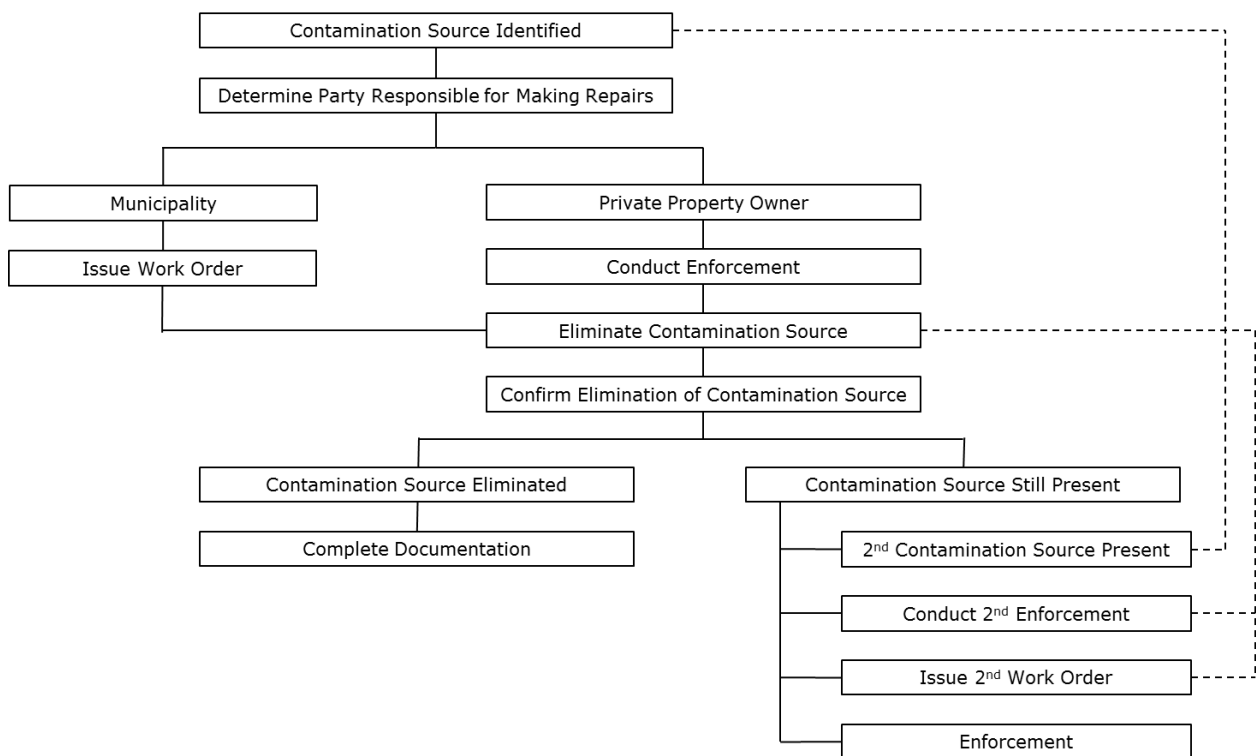 Contamination Source Identified
Determine Party Responsible for Making Repairs
Municipality
Private Property Owner
Issue Work Order
Conduct Enforcement
Eliminate Contamination Source
Confirm Elimination of Contamination Source
Contamination Source Eliminated
Contamination Source Still Present
Complete Documentation
2nd Contamination Source Present
Conduct 2nd Enforcement
Issue 2nd Work Order
Enforcement